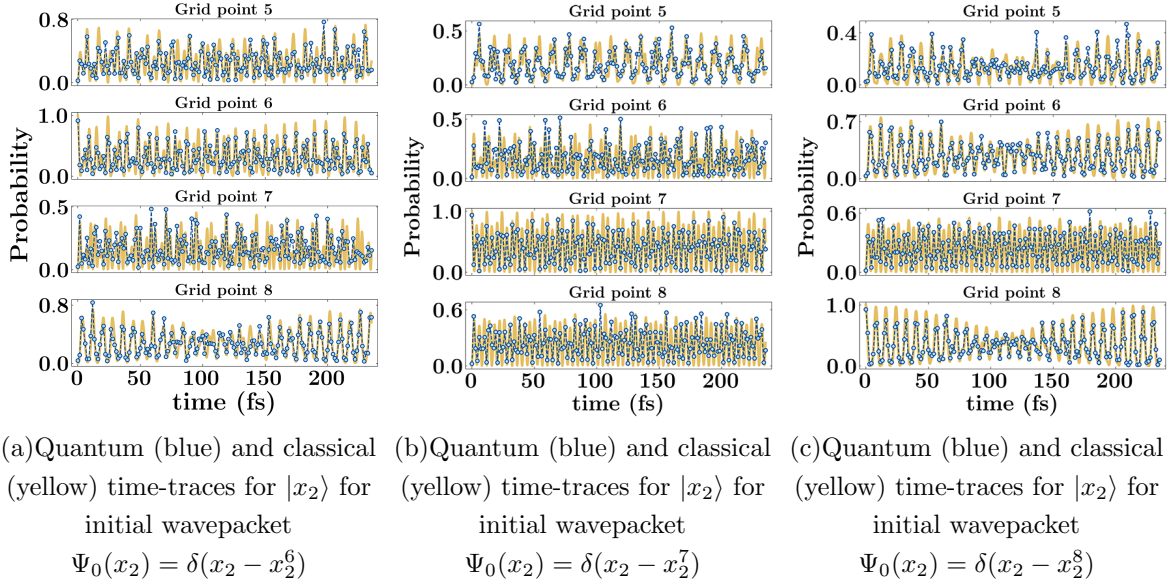 Grid point 5
0.8
0.0
Grid point 6
1.0
0.0
Grid point 7
0.5
0.0
Grid point 8
0.8
0.0
0 50 100 150 200
time (fs)
Probability
Grid point 5
0.5
0.0
Grid point 6
0.5
0.0
Grid point 7
1.0
0.0
Grid point 8
0.6
0.0
0 50 100 150 200
time (fs)
Probability
Grid point 5
0.4
0.0
Grid point 6
0.7
0.0
Grid point 7
0.6
0.0
Grid point 8
1.0
0.0
0 50 100 150 200
time (fs)
Probability
(a)Quantum (blue) and classical
(yellow) time-traces for |x₂⟩ for
initial wavepacket
Ψ₀(x₂) = δ(x₂ − x₂⁶)
(b)Quantum (blue) and classical
(yellow) time-traces for |x₂⟩ for
initial wavepacket
Ψ₀(x₂) = δ(x₂ − x₂⁷)
(c)Quantum (blue) and classical
(yellow) time-traces for |x₂⟩ for
initial wavepacket
Ψ₀(x₂) = δ(x₂ − x₂⁸)